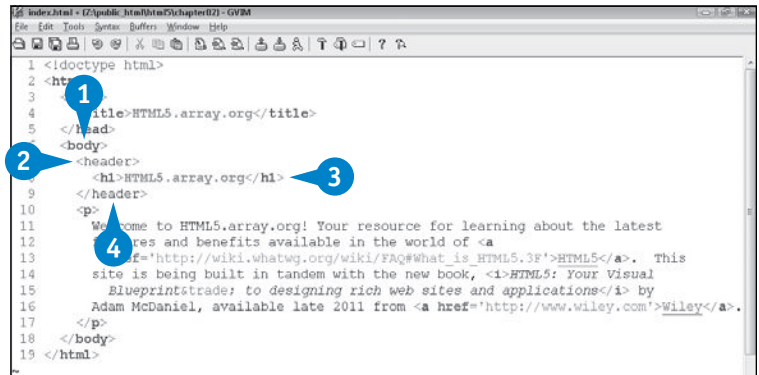 index.html + (Z:\public_html\html5\chapter02) - GVIM
File Edit Tools Syntax Buffers Window Help
1 <!doctype html>
2 <ht
3
4 itle>HTML5.array.org</title>
5 </head>
<body>
<header>
<h1>HTML5.array.org</h1>
9 </header>
10 <p>
11 We ome to HTML5.array.org! Your resource for learning about the latest
12 res and benefits available in the world of <a
13 ef='http://wiki.whatwg.org/wiki/FAQ#What_is_HTML5.3F'>HTML5</a>. This
14 site is being built in tandem with the new book, <i>HTML5: Your Visual
15 Blueprint&trade; to designing rich web sites and applications</i> by
16 Adam McDaniel, available late 2011 from <a href='http://www.wiley.com'>Wiley</a>.
17 </p>
18 </body>
19 </html>
~
1
2
3
4